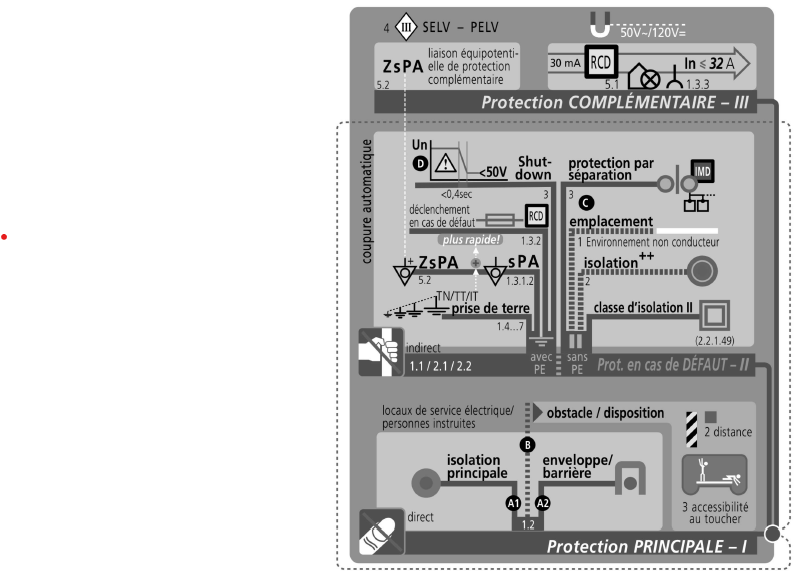 4 III SELV – PELV
50V~/120V=
ZsPA
5.2
liaison équipotenti-
elle de protection
complémentaire
30 mA RCD In ⩽ 32 A
5.1 1.3.3
Protection COMPLÉMENTAIRE – III
coupure automatique
Un
D
<50V
<0,4sec
Shut-
down
3
déclenchement
en cas de défaut
RCD
plus rapide!
1.3.2
+ ZsPA
5.2
+
sPA
1.3.1.2
TN/TT/IT
prise de terre
1.4...7
protection par
séparation
3
IMD
C
emplacement
1 Environnement non conducteur
isolation++
2
classe d'isolation II
(2.2.1.49)
indirect
1.1 / 2.1 / 2.2
avec
PE
sans
PE
Prot. en cas de DÉFAUT – II
locaux de service électrique/
personnes instruites
obstacle / disposition
2 distance
B
isolation
principale
enveloppe/
barrière
A1 A2
1.2
3 accessibilité
au toucher
direct
Protection PRINCIPALE – I